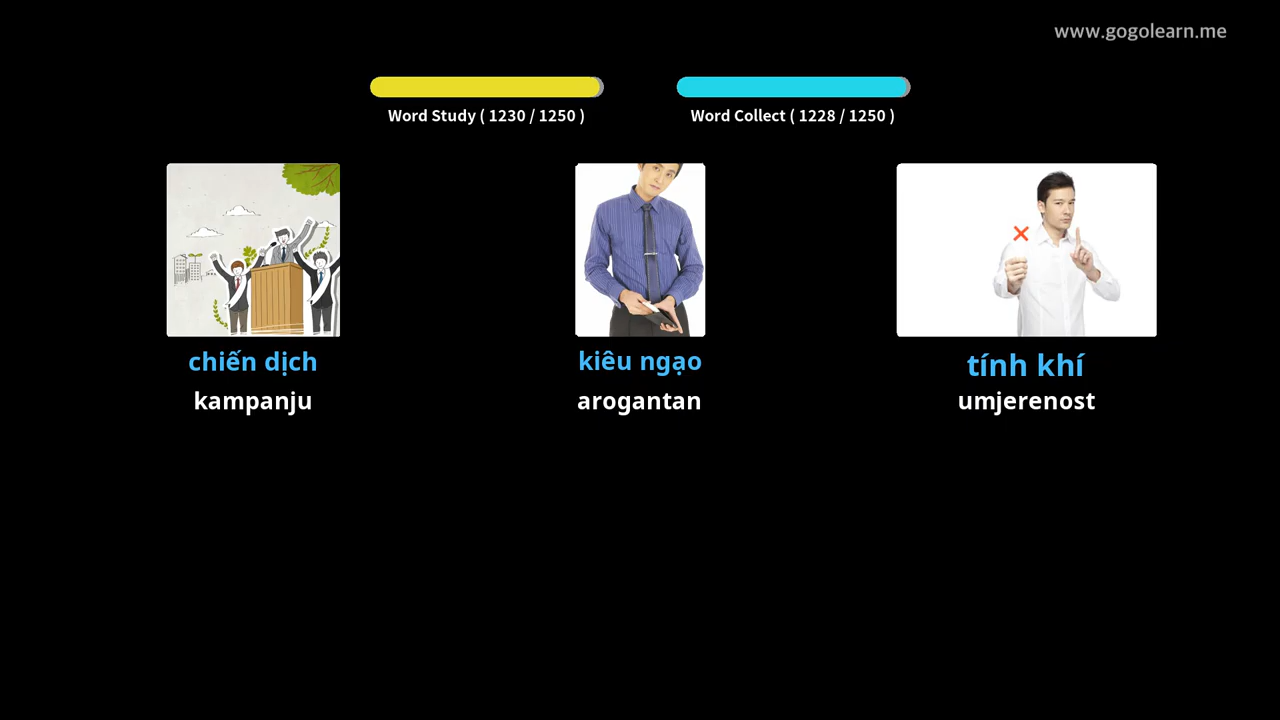 www.gogolearn.me
Word Study ( 1230 / 1250 )
Word Collect ( 1228 / 1250 )
chiến dịch
kampanju
kiêu ngạo
arogantan
tính khí
umjerenost